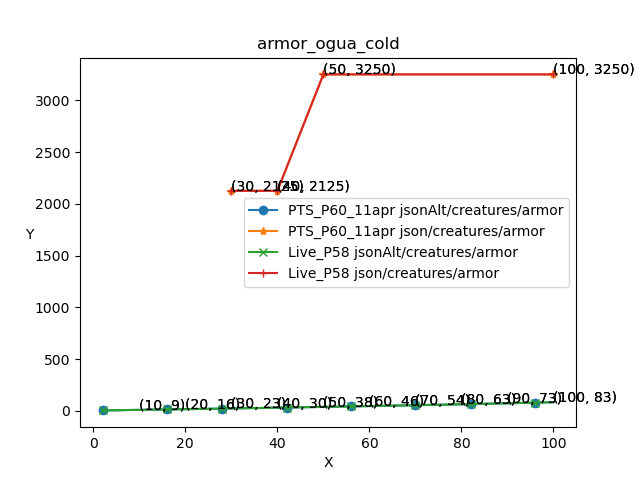 armor_ogua_cold
(50, 3250)
(100, 3250)
3000
2500
(30, 2125)
(40, 2125)
2000
PTS_P60_11apr jsonAlt/creatures/armor
PTS_P60_11apr json/creatures/armor
Live_P58 jsonAlt/creatures/armor
Live_P58 json/creatures/armor
Y
1500
1000
500
(10, 9)
(20, 16)
(30, 23)
(40, 30)
(50, 38)
(60, 46)
(70, 54)
(80, 63)
(90, 73)
(100, 83)
0
0 20 40 60 80 100
X